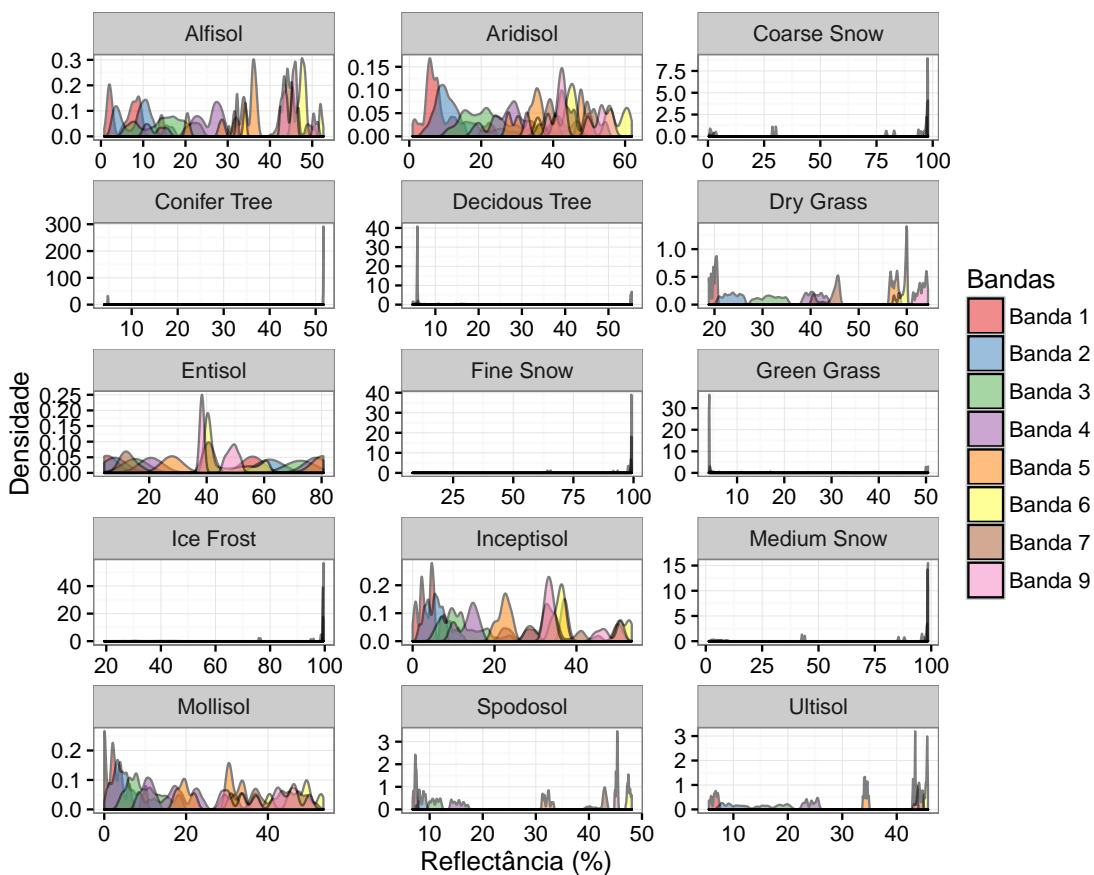 Alfisol Aridisol Coarse Snow
0.3 0.2 0.1 0.0
0 10 20 30 40 50
0.15 0.10 0.05 0.00
0 20 40 60
7.5 5.0 2.5 0.0
0 25 50 75 100
Conifer Tree Decidous Tree Dry Grass
300 200 100 0
10 20 30 40 50
40 30 20 10 0
10 20 30 40 50
1.0 0.5 0.0
20 30 40 50 60
Entisol Fine Snow Green Grass
0.25 0.20 0.15 0.10 0.05 0.00
20 40 60 80
40 30 20 10 0
25 50 75 100
30 20 10 0
10 20 30 40 50
Ice Frost Inceptisol Medium Snow
40 20 0
20 40 60 80 100
0.2 0.1 0.0
0 20 40
15 10 5 0
0 25 50 75 100
Mollisol Spodosol Ultisol
0.2 0.1 0.0
0 20 40
3 2 1 0
10 20 30 40 50
3 2 1 0
10 20 30 40
Densidade
Reflectância (%)
Bandas
Banda 1
Banda 2
Banda 3
Banda 4
Banda 5
Banda 6
Banda 7
Banda 9